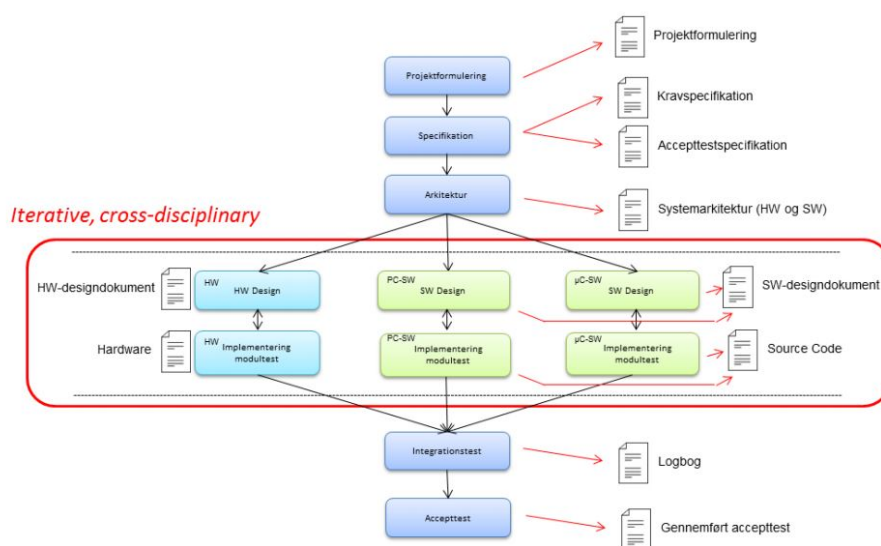 Projektformulering
Projektformulering
Kravspecifikation
Specifikation
Accepttestspecifikation
Arkitektur
Systemarkitektur (HW og SW)
Iterative, cross-disciplinary
HW-designdokument
HW
HW Design
PC-SW
SW Design
µC-SW
SW Design
SW-designdokument
Hardware
HW
Implementering
modultest
PC-SW
Implementering
modultest
µC-SW
Implementering
modultest
Source Code
Integrationstest
Logbog
Accepttest
Gennemført accepttest